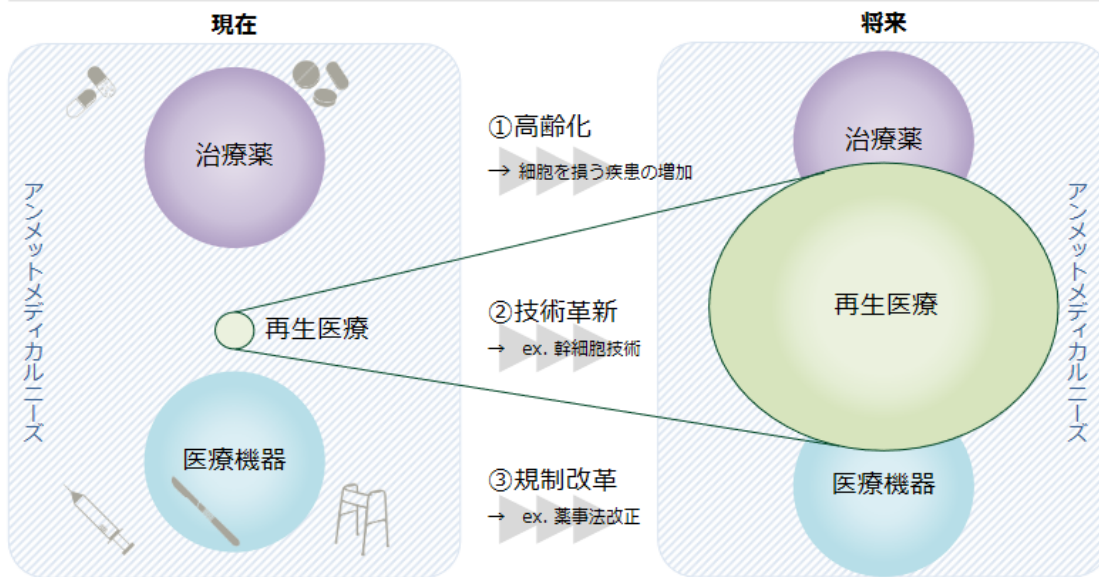 現在
将来
アンメットメディカルニーズ
治療薬
再生医療
医療機器
①高齢化
→ 細胞を損う疾患の増加
②技術革新
→ ex. 幹細胞技術
③規制改革
→ ex. 薬事法改正
治療薬
再生医療
医療機器
アンメットメディカルニーズ